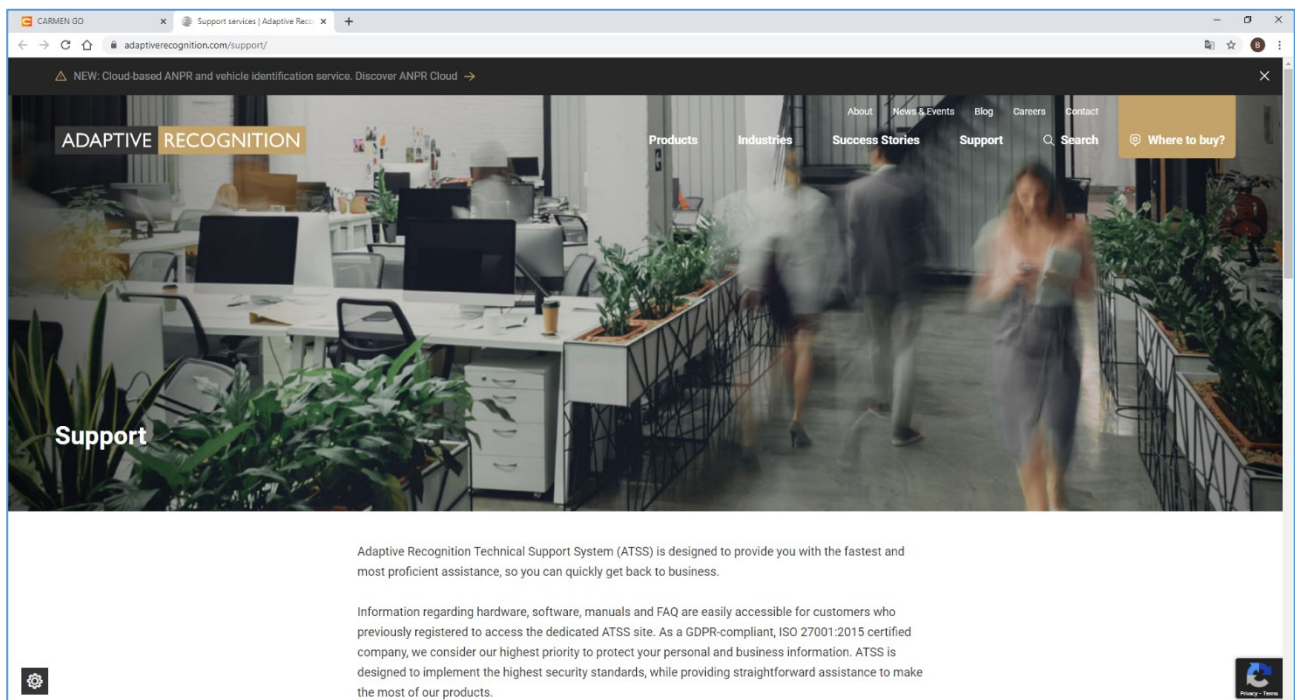 CARMEN GO
Support services | Adaptive Reco
adaptiverecognition.com/support/
B
NEW: Cloud-based ANPR and vehicle identification service. Discover ANPR Cloud →
About News & Events Blog Careers Contact
ADAPTIVE RECOGNITION
Products Industries Success Stories Support Search Where to buy?
Support
Adaptive Recognition Technical Support System (ATSS) is designed to provide you with the fastest and
most proficient assistance, so you can quickly get back to business.
Information regarding hardware, software, manuals and FAQ are easily accessible for customers who
previously registered to access the dedicated ATSS site. As a GDPR-compliant, ISO 27001:2015 certified
company, we consider our highest priority to protect your personal and business information. ATSS is
designed to implement the highest security standards, while providing straightforward assistance to make
the most of our products.
Privacy - Terms